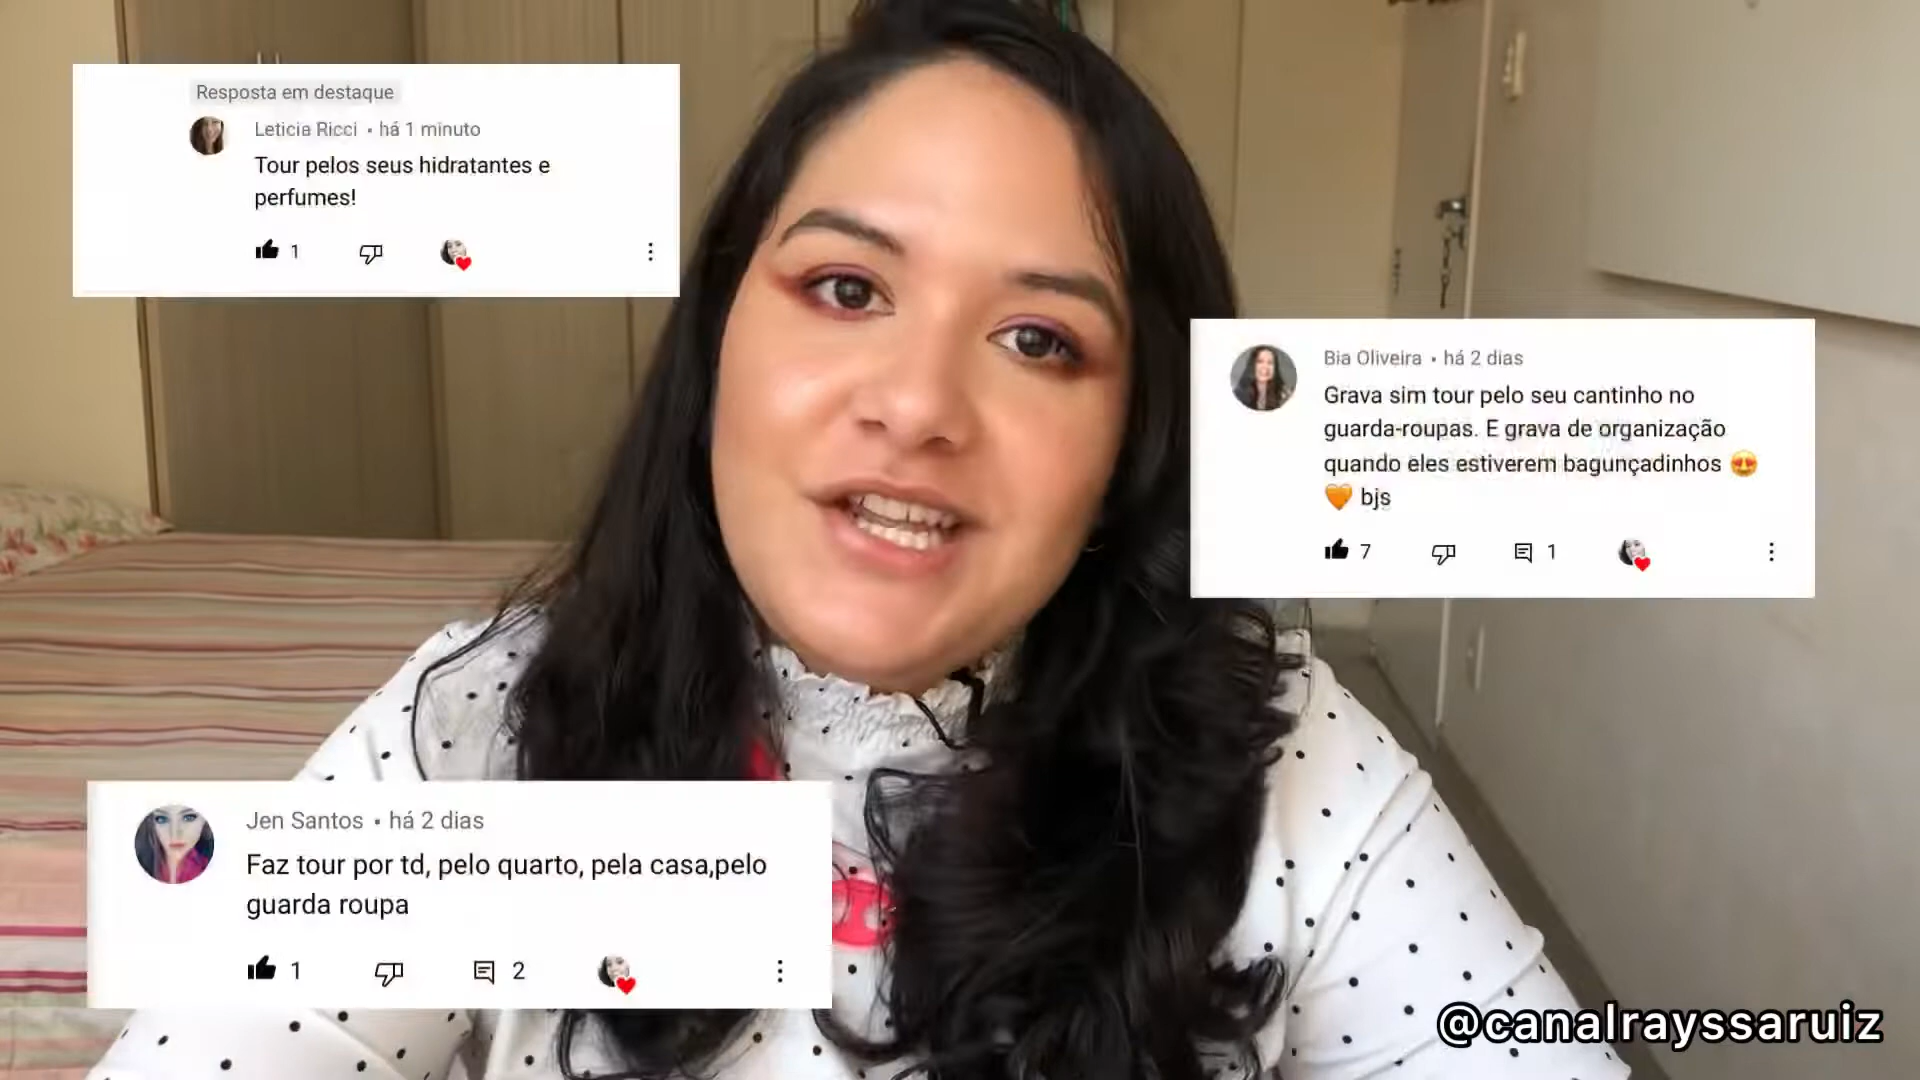 Resposta em destaque
Leticia Ricci • há 1 minuto
Tour pelos seus hidratantes e
perfumes!
1
Bia Oliveira • há 2 dias
Grava sim tour pelo seu cantinho no
guarda-roupas. E grava de organização
quando eles estiverem bagunçadinhos 😍
🧡 bjs
7 1
Jen Santos • há 2 dias
Faz tour por td, pelo quarto, pela casa,pelo
guarda roupa
1 2
@canalrayssaruiz